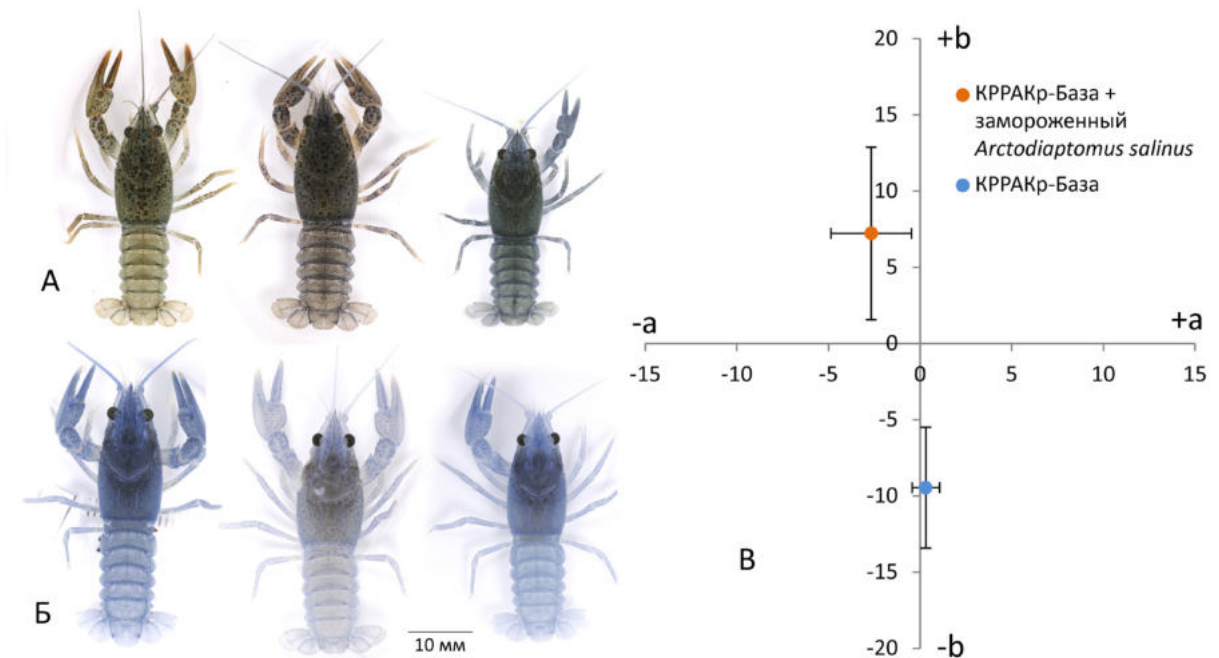 А
Б
10 мм
20
+b
15
10
5
0
-5
-10
-15
-20
-b
-a
+a
-15
-10
-5
0
5
10
15
КРРАКр-База +
замороженный
Arctodiaptomus salinus
КРРАКр-База
В